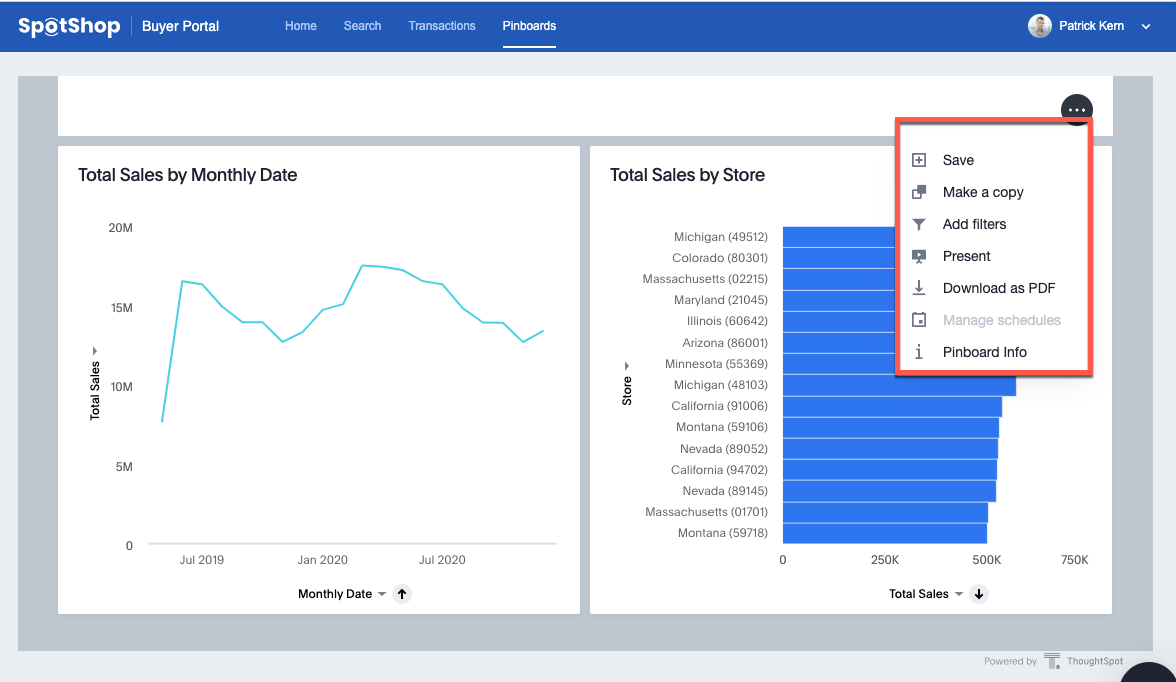 SpotShop Buyer Portal Home Search Transactions Pinboards Patrick Kern
Save
Make a copy
Add filters
Present
Download as PDF
Manage schedules
Pinboard Info
Total Sales by Monthly Date
20M
15M
10M
5M
0
Total Sales
Jul 2019 Jan 2020 Jul 2020
Monthly Date
Total Sales by Store
Store
Michigan (49512)
Colorado (80301)
Massachusetts (02215)
Maryland (21045)
Illinois (60642)
Arizona (86001)
Minnesota (55369)
Michigan (48103)
California (91006)
Montana (59106)
Nevada (89052)
California (94702)
Nevada (89145)
Massachusetts (01701)
Montana (59718)
0 250K 500K 750K
Total Sales
Powered by ThoughtSpot